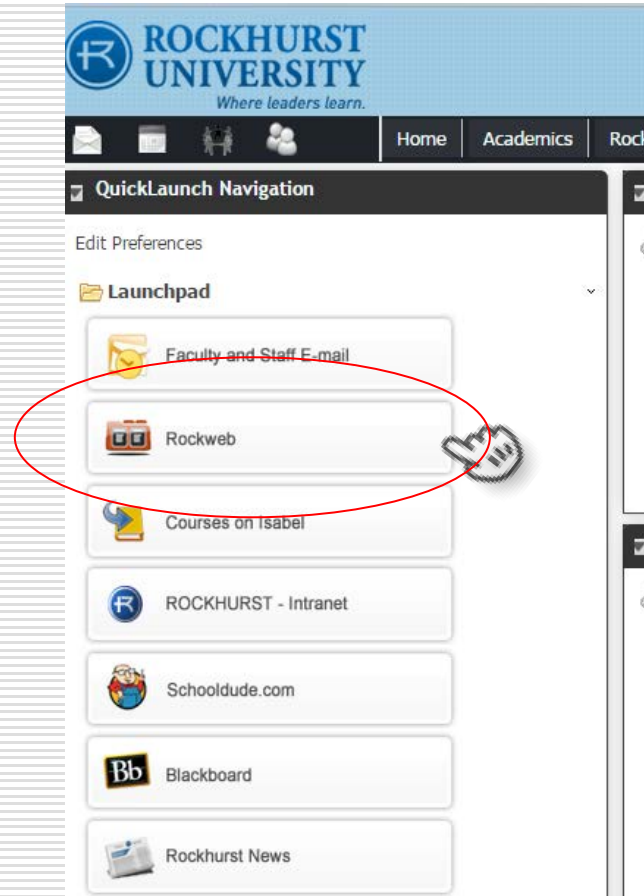 ROCKHURST
UNIVERSITY
Where leaders learn.
Home Academics
QuickLaunch Navigation
Edit Preferences
Launchpad
Faculty and Staff E-mail
Rockweb
Courses on Isabel
ROCKHURST - Intranet
Schooldude.com
Bb Blackboard
Rockhurst News